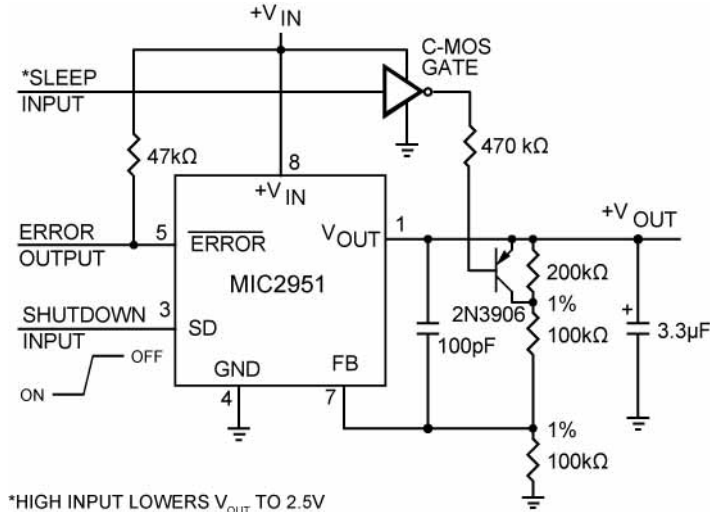 +V IN
C-MOS
GATE
*SLEEP
INPUT
47kΩ
470 kΩ
8
+V IN
ERROR
OUTPUT
5
ERROR
V OUT
1
+V OUT
MIC2951
SHUTDOWN
INPUT
3
SD
2N3906
200kΩ
1%
100kΩ
100pF
+
3.3µF
ON
OFF
GND
FB
4
7
1%
100kΩ
*HIGH INPUT LOWERS V OUT TO 2.5V